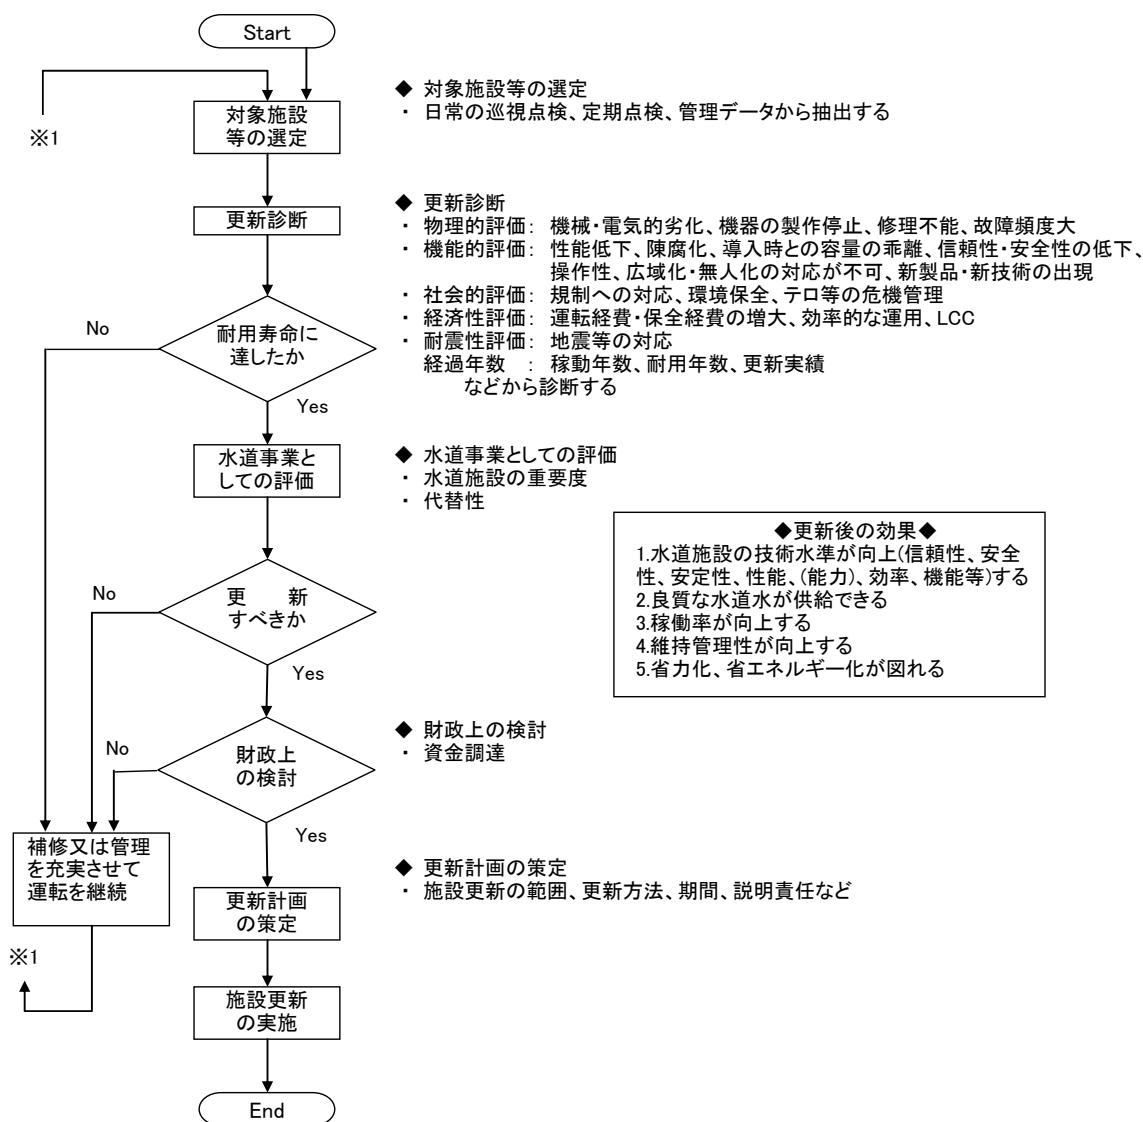 Start
※1
対象施設
等の選定
◆ 対象施設等の選定
・ 日常の巡視点検、定期点検、管理データから抽出する
更新診断
◆ 更新診断
・ 物理的評価: 機械・電気的劣化、機器の製作停止、修理不能、故障頻度大
・ 機能的評価: 性能低下、陳腐化、導入時との容量の乖離、信頼性・安全性の低下、
操作性、広域化・無人化の対応が不可、新製品・新技術の出現
・ 社会的評価: 規制への対応、環境保全、テロ等の危機管理
・ 経済性評価: 運転経費・保全経費の増大、効率的な運用、LCC
・ 耐震性評価: 地震等の対応
経過年数 : 稼動年数、耐用年数、更新実績
などから診断する
No
耐用寿命に
達したか
Yes
水道事業と
しての評価
◆ 水道事業としての評価
・ 水道施設の重要度
・ 代替性
◆更新後の効果◆
1.水道施設の技術水準が向上(信頼性、安全
性、安定性、性能、(能力)、効率、機能等)する
2.良質な水道水が供給できる
3.稼働率が向上する
4.維持管理性が向上する
5.省力化、省エネルギー化が図れる
No
更 新
すべきか
Yes
No
財政上
の検討
◆ 財政上の検討
・ 資金調達
Yes
補修又は管理
を充実させて
運転を継続
※1
更新計画
の策定
◆ 更新計画の策定
・ 施設更新の範囲、更新方法、期間、説明責任など
施設更新
の実施
End